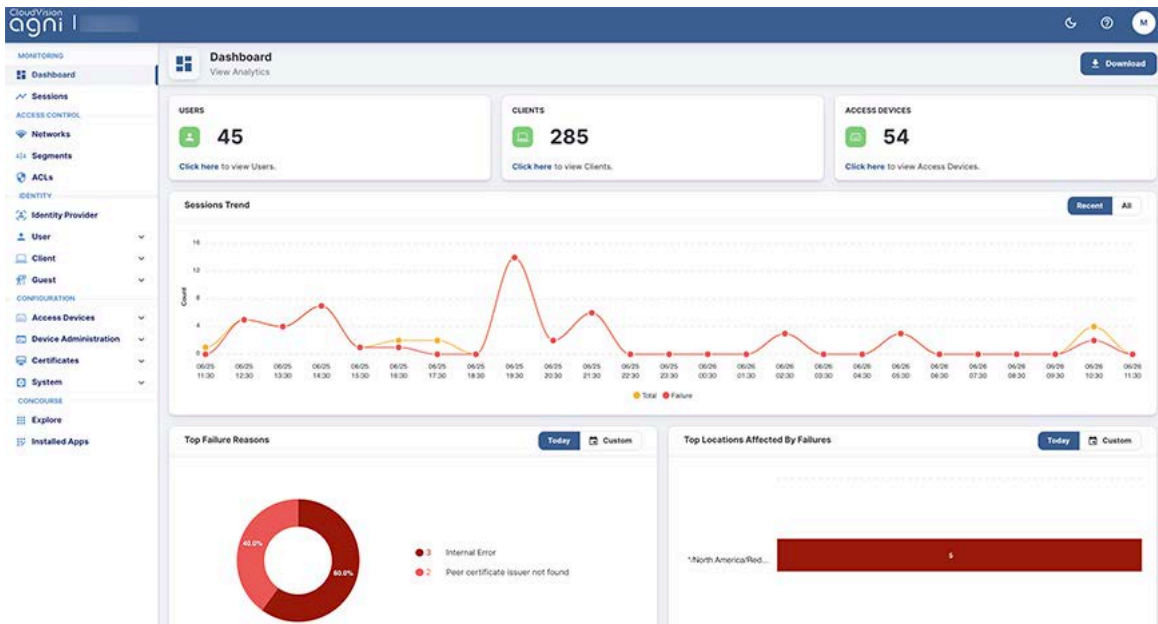 CloudVision
agni
M
MONITORING
Dashboard
Sessions
ACCESS CONTROL
Networks
Segments
ACLs
IDENTITY
Identity Provider
User
Client
Guest
CONFIGURATION
Access Devices
Device Administration
Certificates
System
CONCOURSE
Explore
Installed Apps
Dashboard
View Analytics
Download
USERS
45
Click here to view Users.
CLIENTS
285
Click here to view Clients.
ACCESS DEVICES
54
Click here to view Access Devices.
Sessions Trend
Recent All
16
12
8
4
0
Count
06/25 06/25 06/25 06/25 06/25 06/25 06/25 06/25 06/25 06/25 06/25 06/25 06/25 06/26 06/26 06/26 06/26 06/26 06/26 06/26 06/26 06/26 06/26 06/26 06/26
11:30 12:30 13:30 14:30 15:30 16:30 17:30 18:30 19:30 20:30 21:30 22:30 23:30 00:30 01:30 02:30 03:30 04:30 05:30 06:30 07:30 08:30 09:30 10:30 11:30
Total Failure
Top Failure Reasons
Today Custom
40.0%
60.0%
3 Internal Error
2 Peer certificate issuer not found
Top Locations Affected By Failures
Today Custom
*/North America/Red...
5